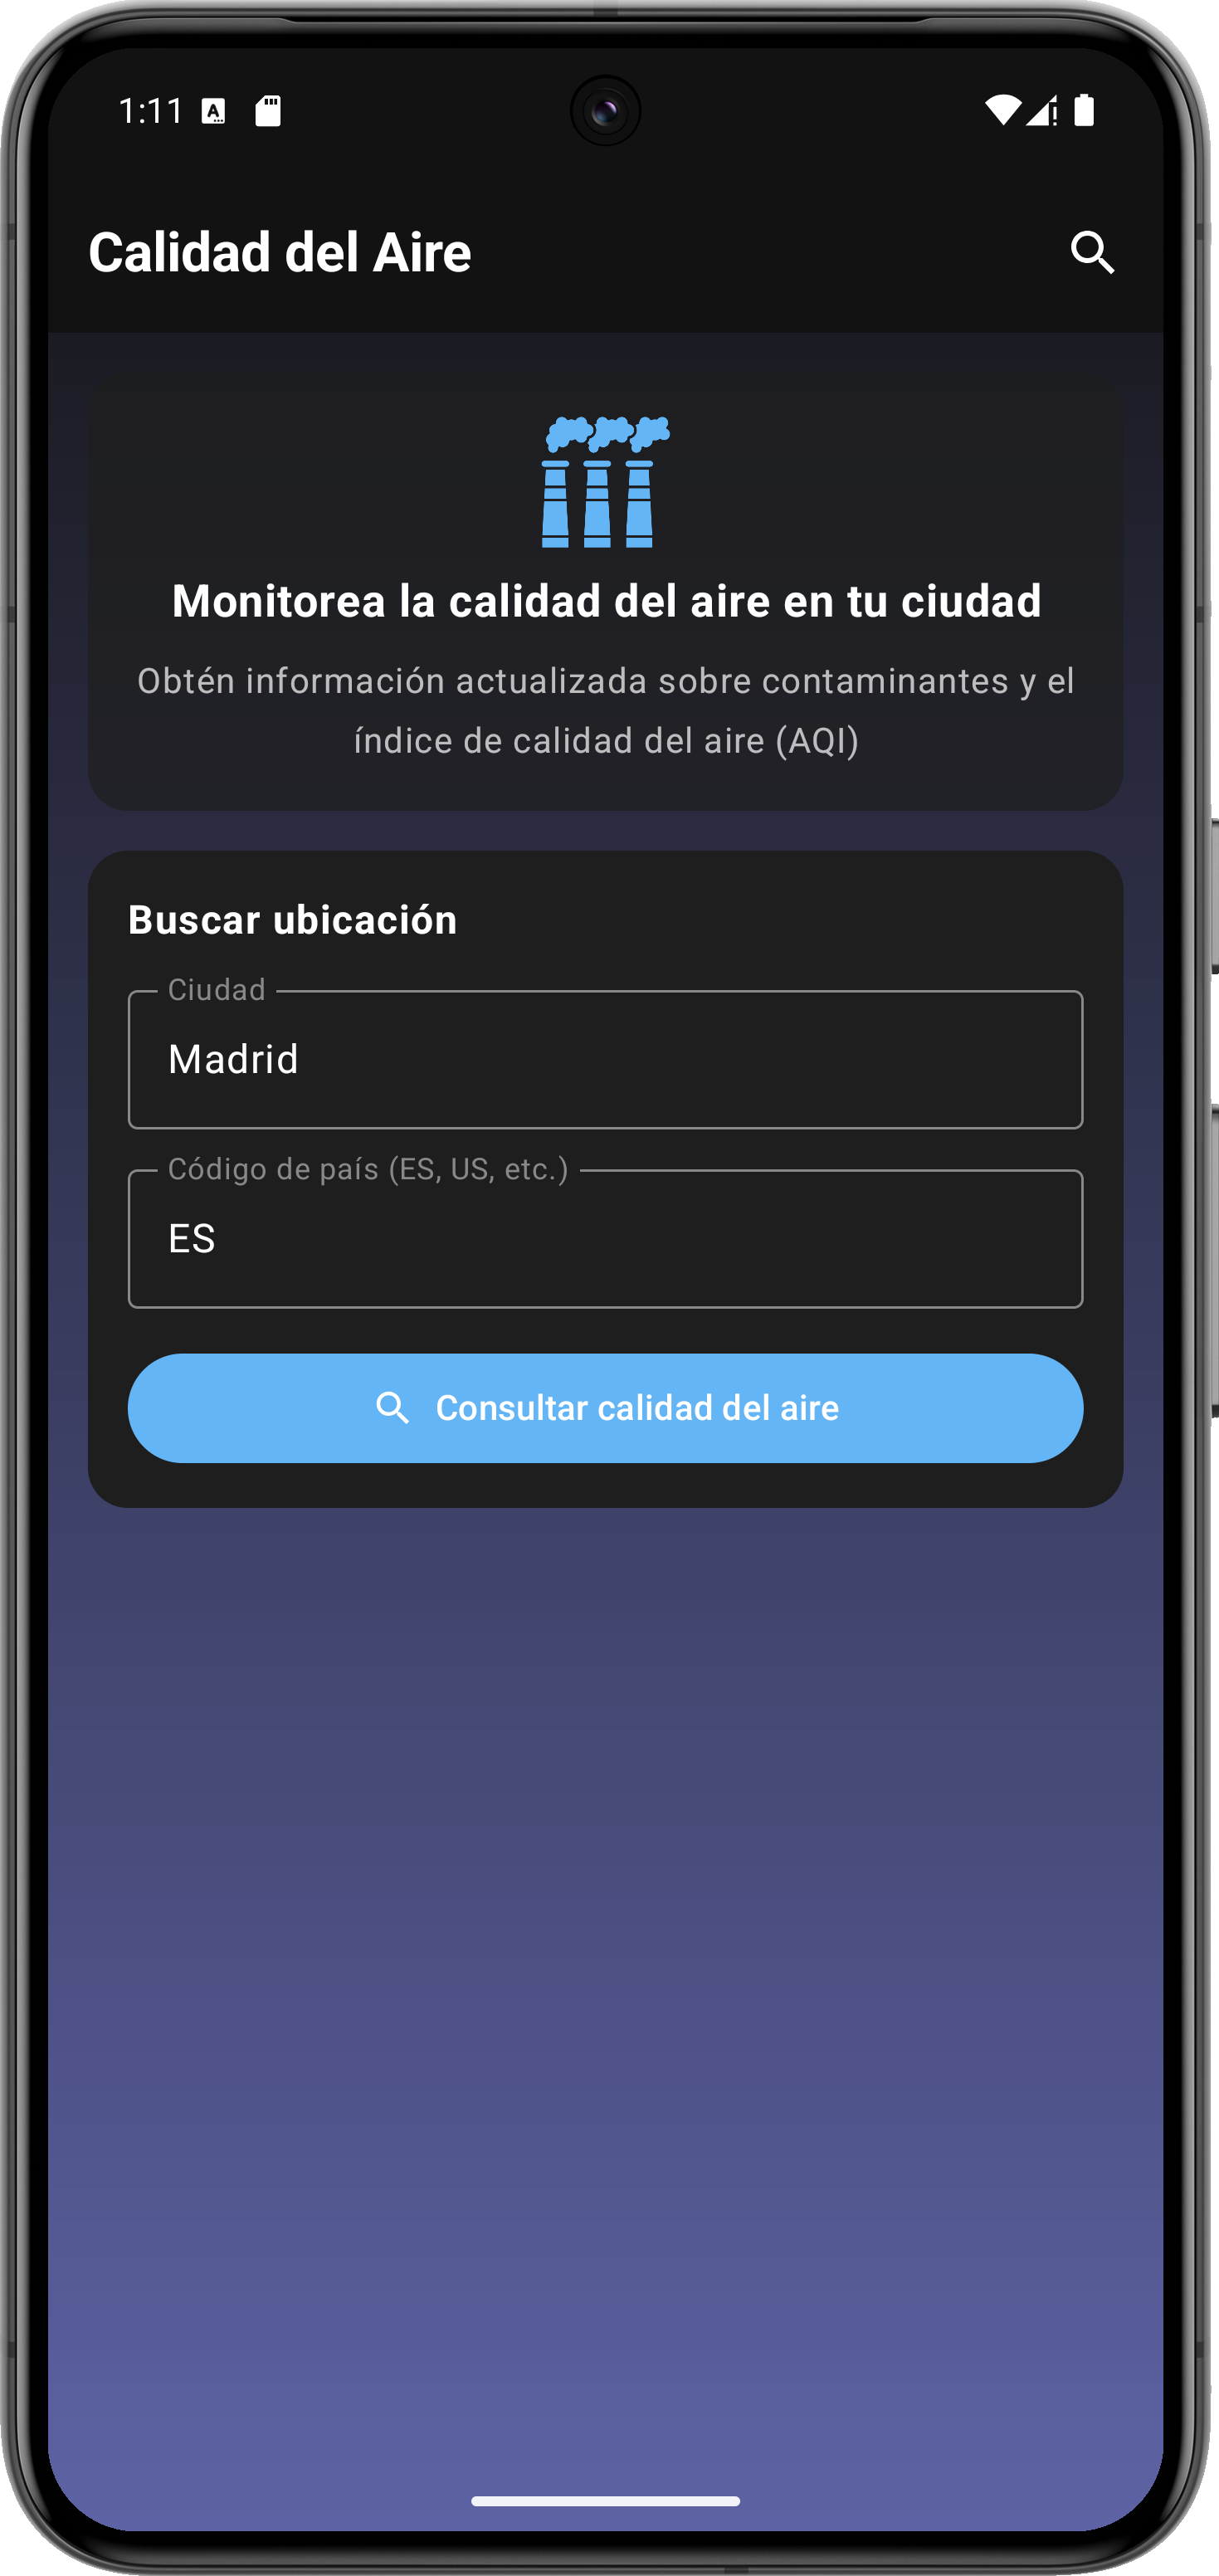 1:11
Calidad del Aire
Monitorea la calidad del aire en tu ciudad
Obtén información actualizada sobre contaminantes y el
índice de calidad del aire (AQI)
Buscar ubicación
Ciudad
Madrid
Código de país (ES, US, etc.)
ES
Consultar calidad del aire